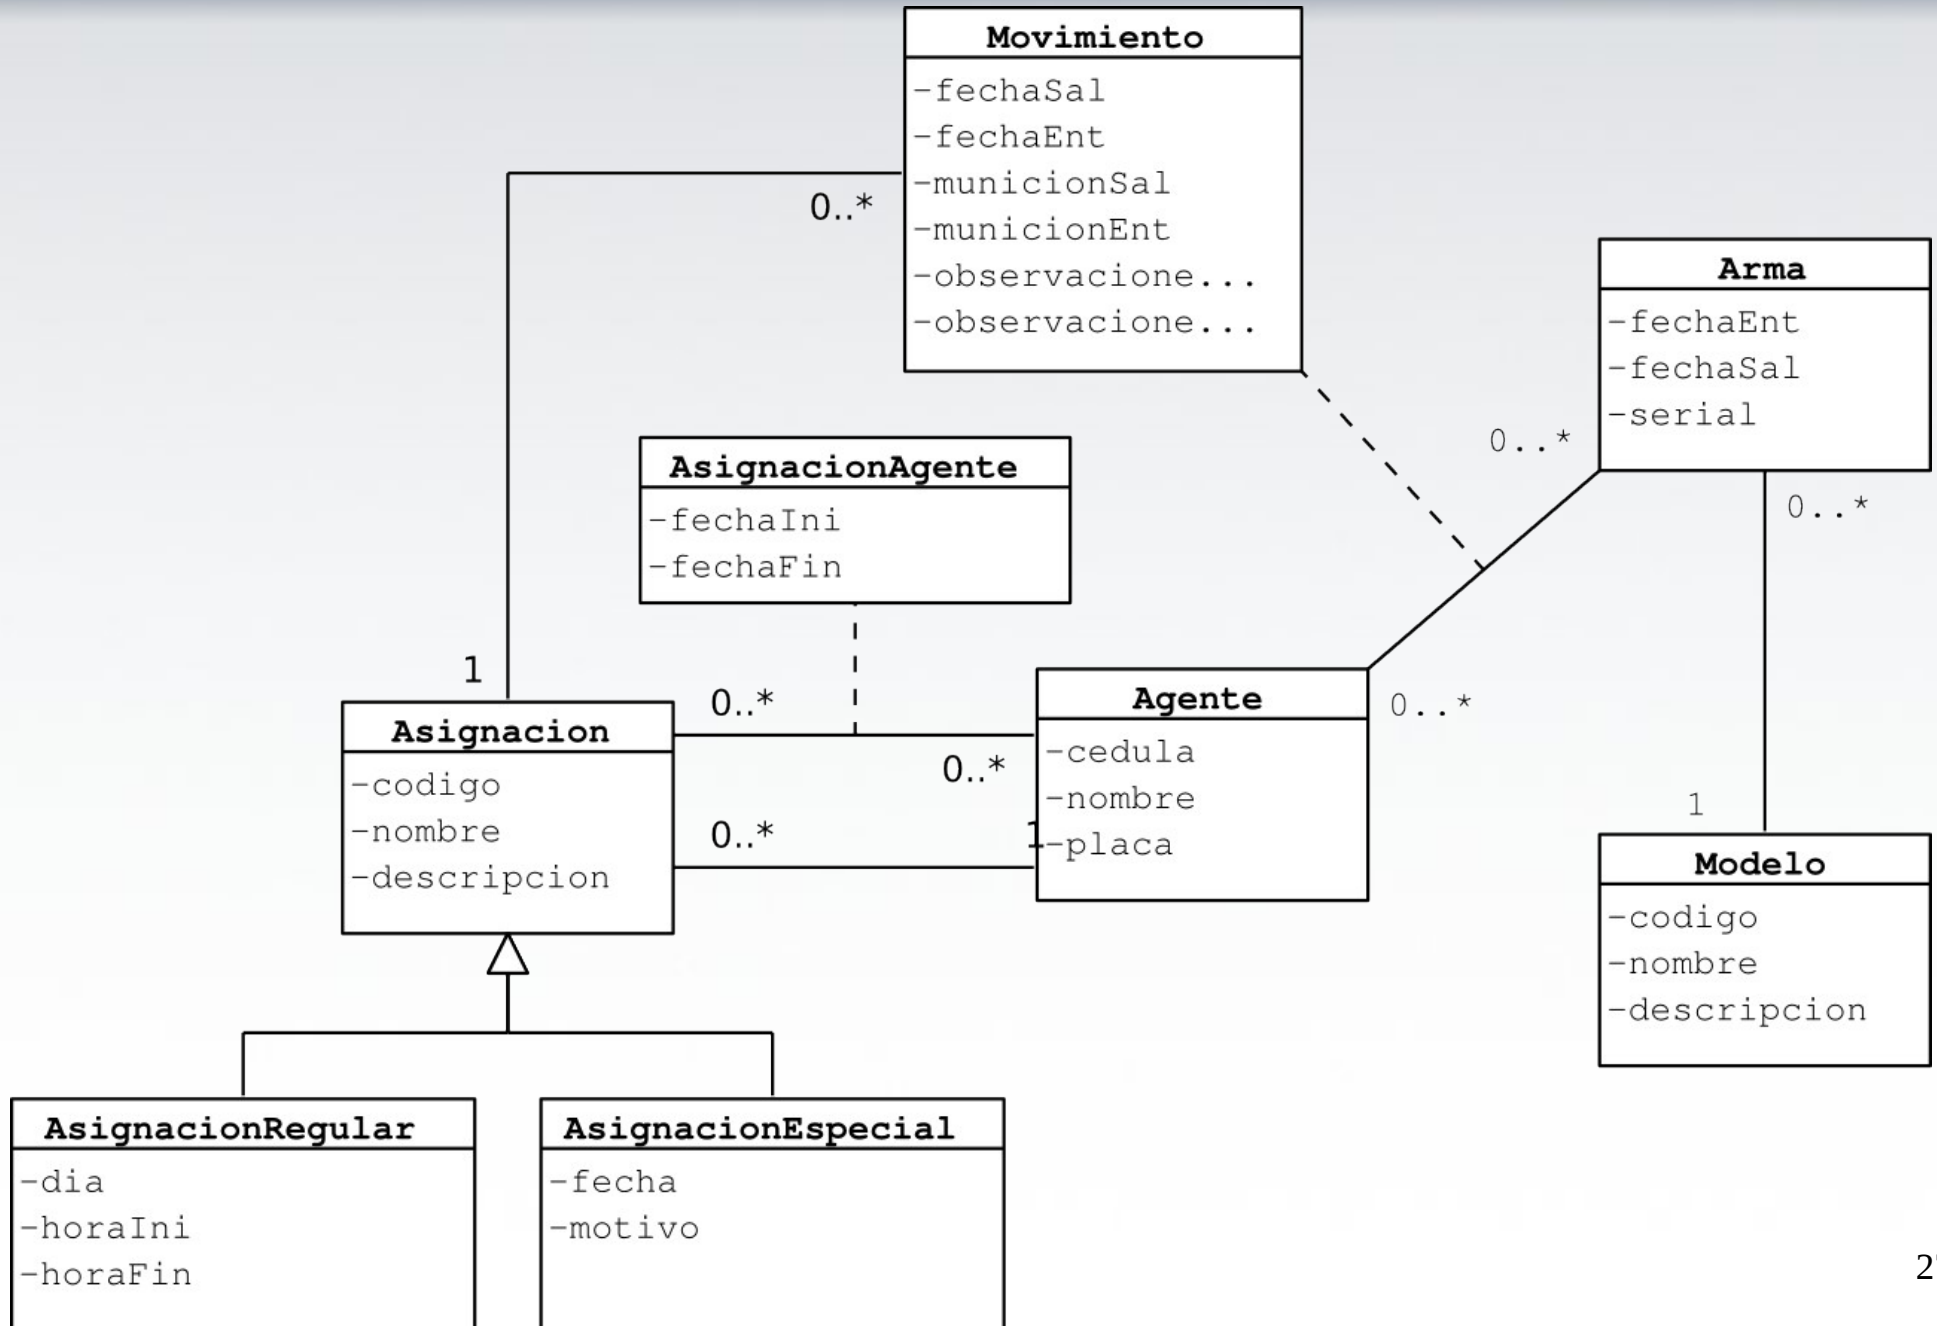 Movimiento
-fechaSal
-fechaEnt
-municionSal
-municionEnt
-observacione...
-observacione...
0..*
Arma
-fechaEnt
-fechaSal
-serial
0..*
0..*
AsignacionAgente
-fechaIni
-fechaFin
1
0..*
0..*
Asignacion
-codigo
-nombre
-descripcion
0..*
1
Agente
-cedula
-nombre
-placa
0..*
1
Modelo
-codigo
-nombre
-descripcion
AsignacionRegular
-dia
-horaIni
-horaFin
AsignacionEspecial
-fecha
-motivo